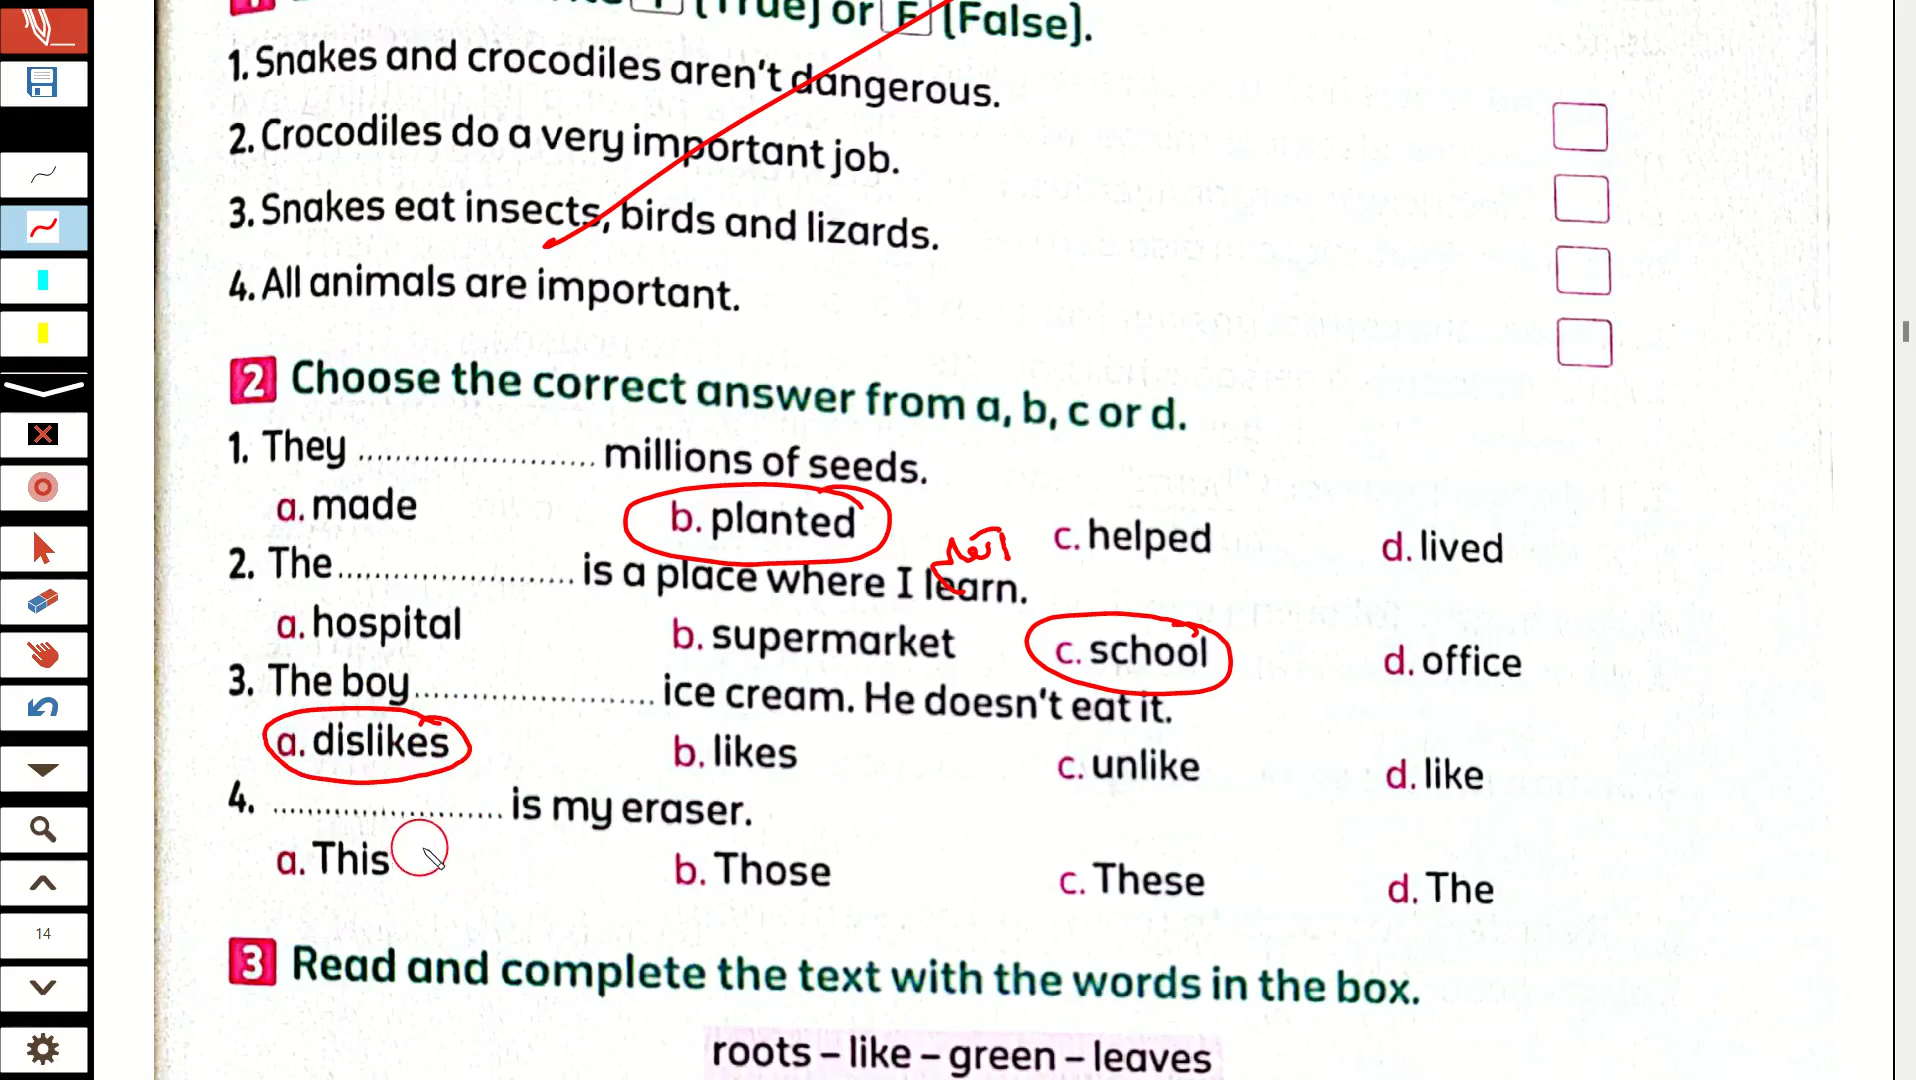 [True] or F [False].
1. Snakes and crocodiles aren't dangerous.
2. Crocodiles do a very important job.
3. Snakes eat insects, birds and lizards.
4. All animals are important.
2 Choose the correct answer from a, b, c or d.
1. They ........................ millions of seeds.
a. made b. planted c. helped d. lived
2. The ........................ is a place where I learn.
a. hospital b. supermarket c. school d. office
3. The boy ........................ ice cream. He doesn't eat it.
a. dislikes b. likes c. unlike d. like
4. ........................ is my eraser.
a. This b. Those c. These d. The
3 Read and complete the text with the words in the box.
roots – like – green – leaves
14